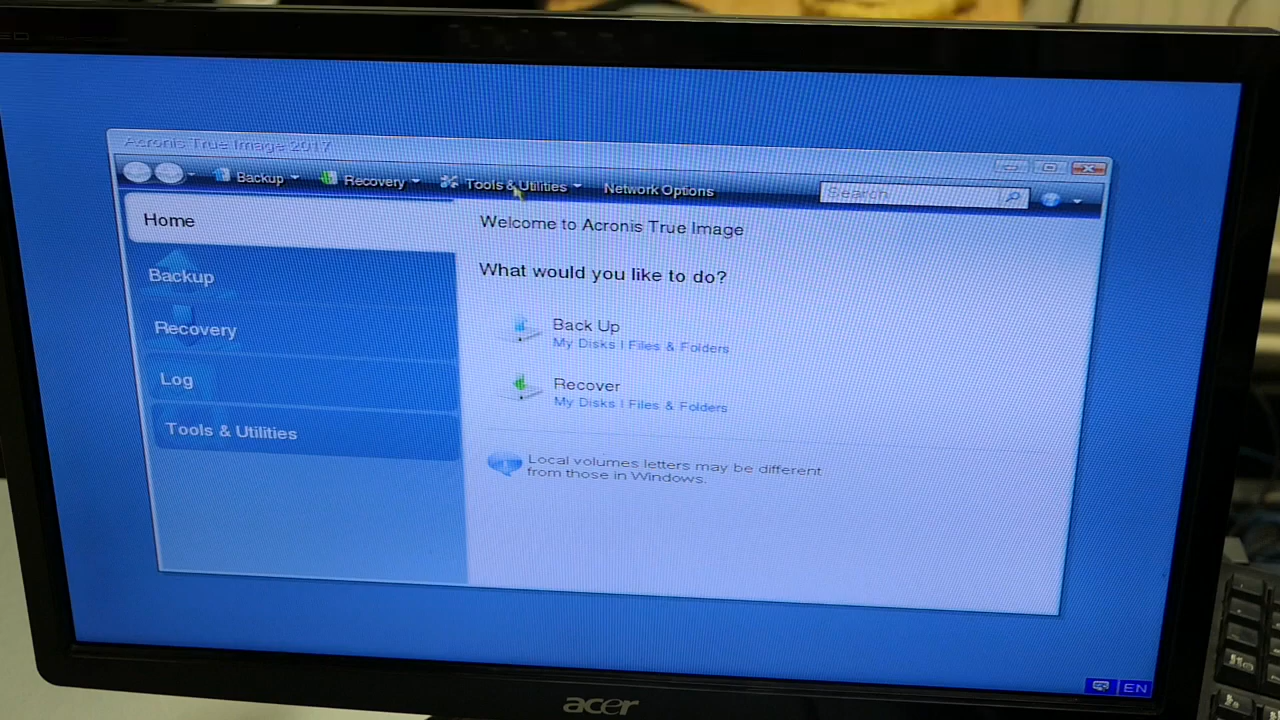 Acronis True Image 2017
Backup
Recovery
Tools & Utilities
Network Options
Search
Home
Backup
Recovery
Log
Tools & Utilities
Welcome to Acronis True Image
What would you like to do?
Back Up
My Disks | Files & Folders
Recover
My Disks | Files & Folders
Local volumes letters may be different
from those in Windows.
EN
acer